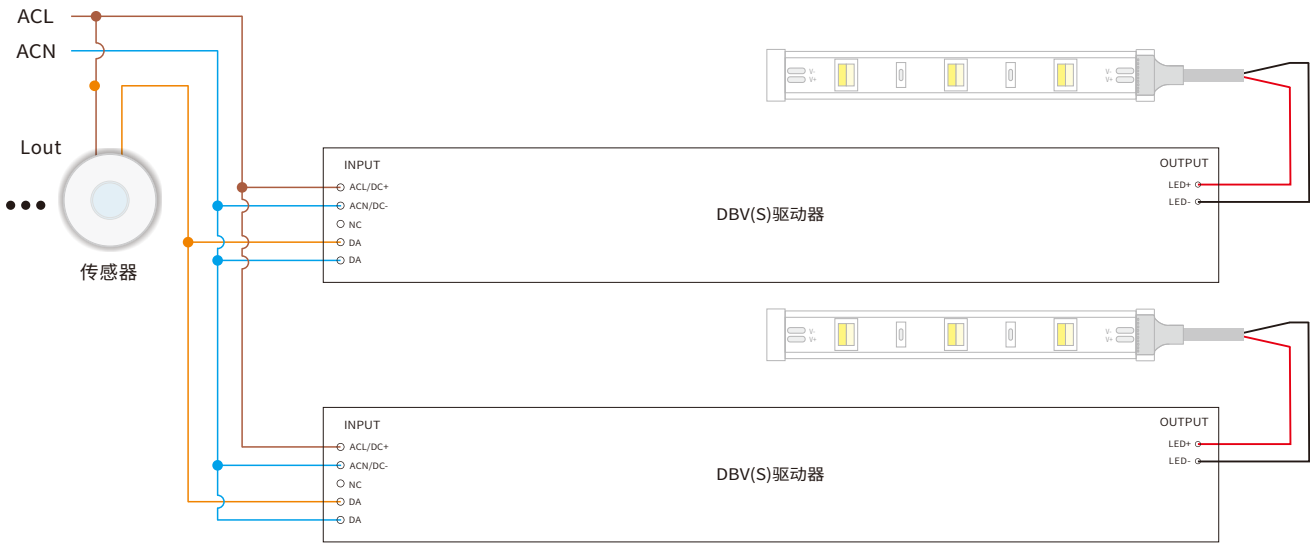 ACL
ACN
Lout
传感器
INPUT
ACL/DC+
ACN/DC-
NC
DA
DA
DBV(S)驱动器
OUTPUT
LED+
LED-
V-
V+
V-
V+
INPUT
ACL/DC+
ACN/DC-
NC
DA
DA
DBV(S)驱动器
OUTPUT
LED+
LED-
V-
V+
V-
V+